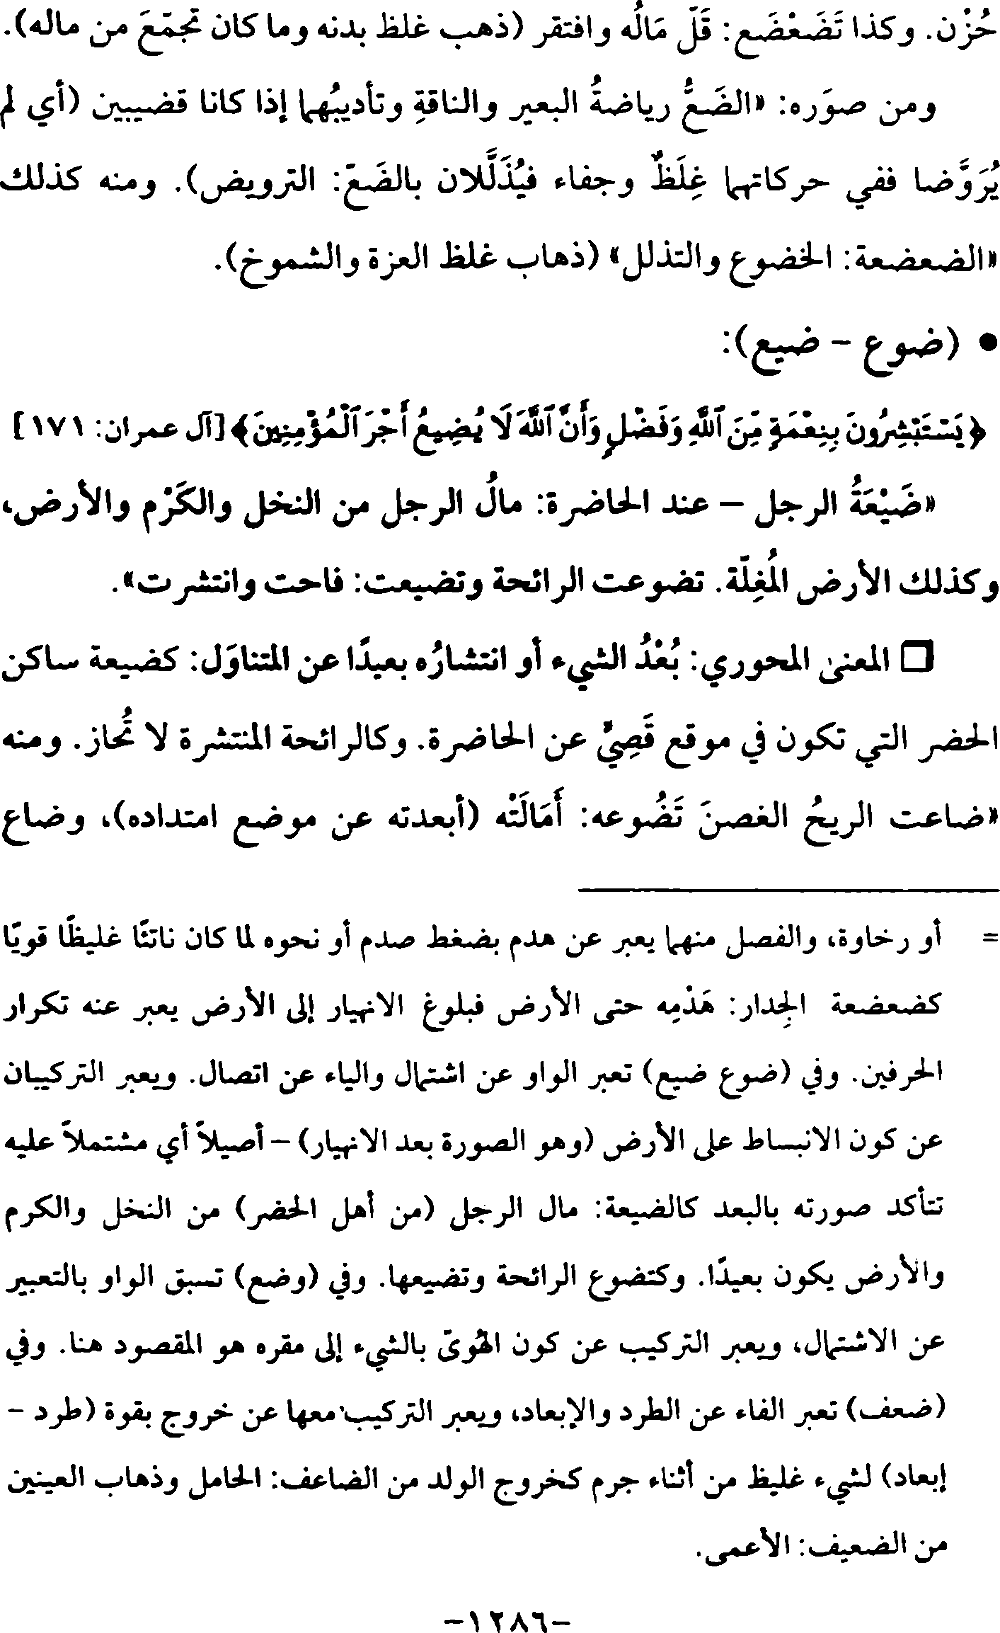 حُزْن. وكذا تَضَعْضَع: قَلّ مَالُه وافتقر (ذهب غلظ بدنه وما كان تجمّعَ من ماله).
ومن صوَره: «الضَعُّ رياضةُ البعير والناقةِ وتأديبُهما إذا كانا قضيبين (أي لم
يُرَوَّضا ففي حركاتهما غِلَظٌ وجفاء فيُذَلَّلان بالضَعّ: الترويض). ومنه كذلك
«الضعضعة: الخضوع والتذلل» (ذهاب غلظ العزة والشموخ).
• (ضوع – ضيع):
﴿يَسْتَبْشِرُونَ بِنِعْمَةٍ مِّنَ ٱللَّهِ وَفَضْلٍ وَأَنَّ ٱللَّهَ لَا يُضِيعُ أَجْرَ ٱلْمُؤْمِنِينَ﴾ [آل عمران: ١٧١]
«ضَيْعَةُ الرجل – عند الحاضرة: مالُ الرجل من النخل والكَرْم والأرض،
وكذلك الأرض المُغِلّة. تضوعت الرائحة وتضيعت: فاحت وانتشرت».
❑ المعنىٰ المحوري: بُعْدُ الشيء أو انتشارُه بعيدًا عن المتناوَل: كضيعة ساكن
الحضر التي تكون في موقع قَصِيٍّ عن الحاضرة. وكالرائحة المنتشرة لا تُحاز. ومنه
«ضاعت الريحُ الغصنَ تَضُوعه: أَمَالَتْه (أبعدته عن موضع امتداده)، وضاع
= أو رخاوة، والفصل منهما يعبر عن هدم بضغط صدم أو نحوه لما كان ناتئًا غليظًا قويًا
كضعضعة الجِدار: هَدْمِه حتى الأرض فبلوغ الانهيار إلى الأرض يعبر عنه تكرار
الحرفين. وفي (ضوع ضيع) تعبر الواو عن اشتمال والياء عن اتصال. ويعبر التركيبان
عن كون الانبساط على الأرض (وهو الصورة بعد الانهيار) – أصيلاً أي مشتملاً عليه
تتأكد صورته بالبعد كالضيعة: مال الرجل (من أهل الحضر) من النخل والكرم
والأرض يكون بعيدًا. وكتضوع الرائحة وتضيعها. وفي (وضع) تسبق الواو بالتعبير
عن الاشتمال، ويعبر التركيب عن كون الهُوىّ بالشيء إلى مقره هو المقصود هنا. وفي
(ضعف) تعبر الفاء عن الطرد والإبعاد، ويعبر التركيب معها عن خروج بقوة (طرد –
إبعاد) لشيء غليظ من أثناء جرم كخروج الولد من الضاعف: الحامل وذهاب العينين
من الضعيف: الأعمى.
–١٢٨٦–